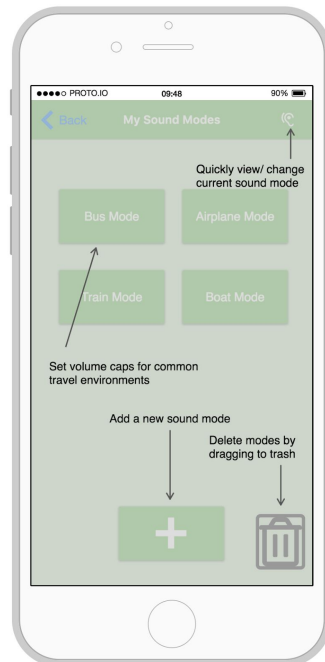 PROTO.IO 09:48 90%
Back My Sound Modes
Quickly view/ change
current sound mode
Bus Mode Airplane Mode
Train Mode Boat Mode
Set volume caps for common
travel environments
Add a new sound mode
Delete modes by
dragging to trash